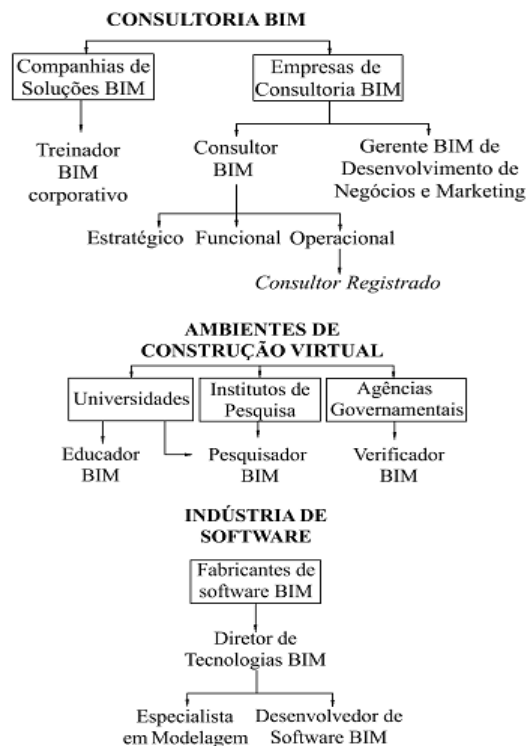 CONSULTORIA BIM
Companhias de
Soluções BIM
Empresas de
Consultoria BIM
Treinador
BIM
corporativo
Consultor
BIM
Gerente BIM de
Desenvolvimento de
Negócios e Marketing
Estratégico Funcional Operacional
Consultor Registrado
AMBIENTES DE
CONSTRUÇÃO VIRTUAL
Universidades
Institutos de
Pesquisa
Agências
Governamentais
Educador
BIM
Pesquisador
BIM
Verificador
BIM
INDÚSTRIA DE
SOFTWARE
Fabricantes de
software BIM
Diretor de
Tecnologias BIM
Especialista
em Modelagem
Desenvolvedor de
Software BIM